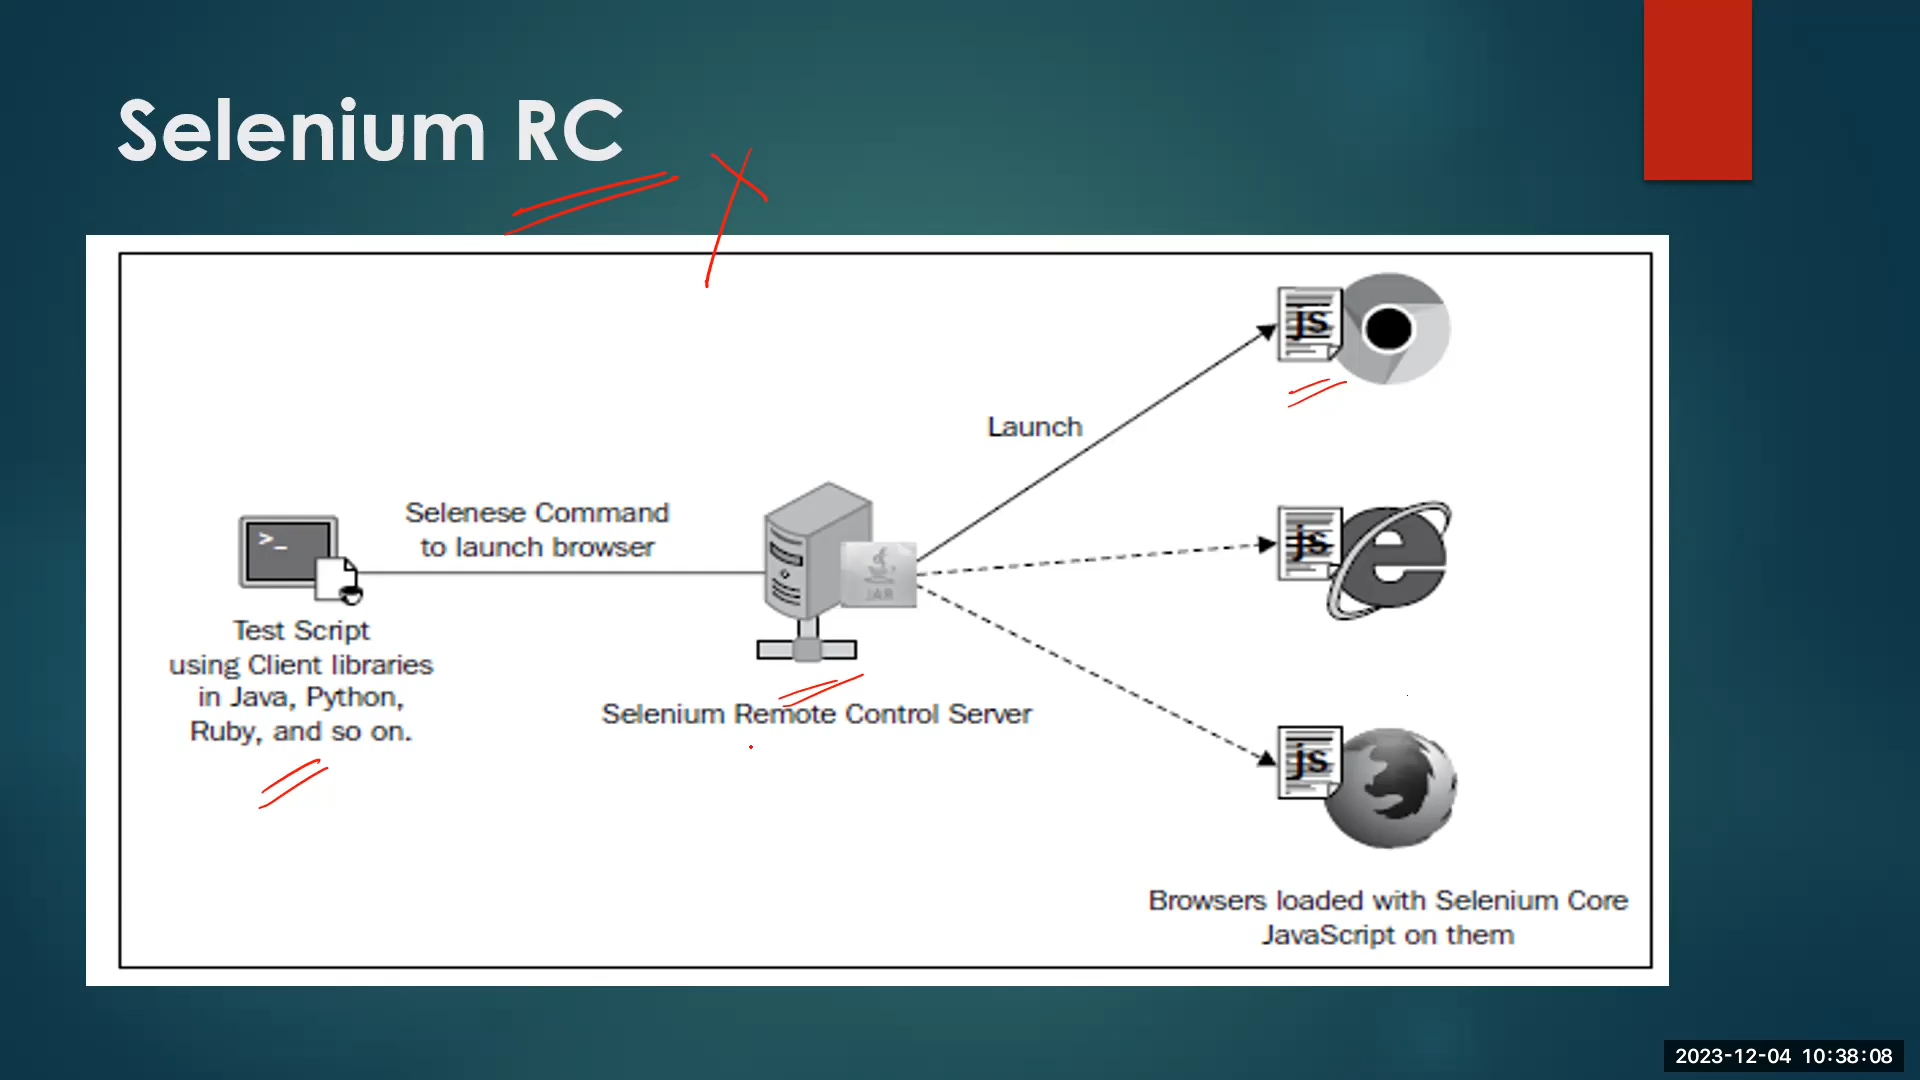 Selenium RC
Launch
js
Selenese Command
to launch browser
>_
JAR
js
Test Script
using Client libraries
in Java, Python,
Ruby, and so on.
Selenium Remote Control Server
js
Browsers loaded with Selenium Core
JavaScript on them
2023-12-04 10:38:08